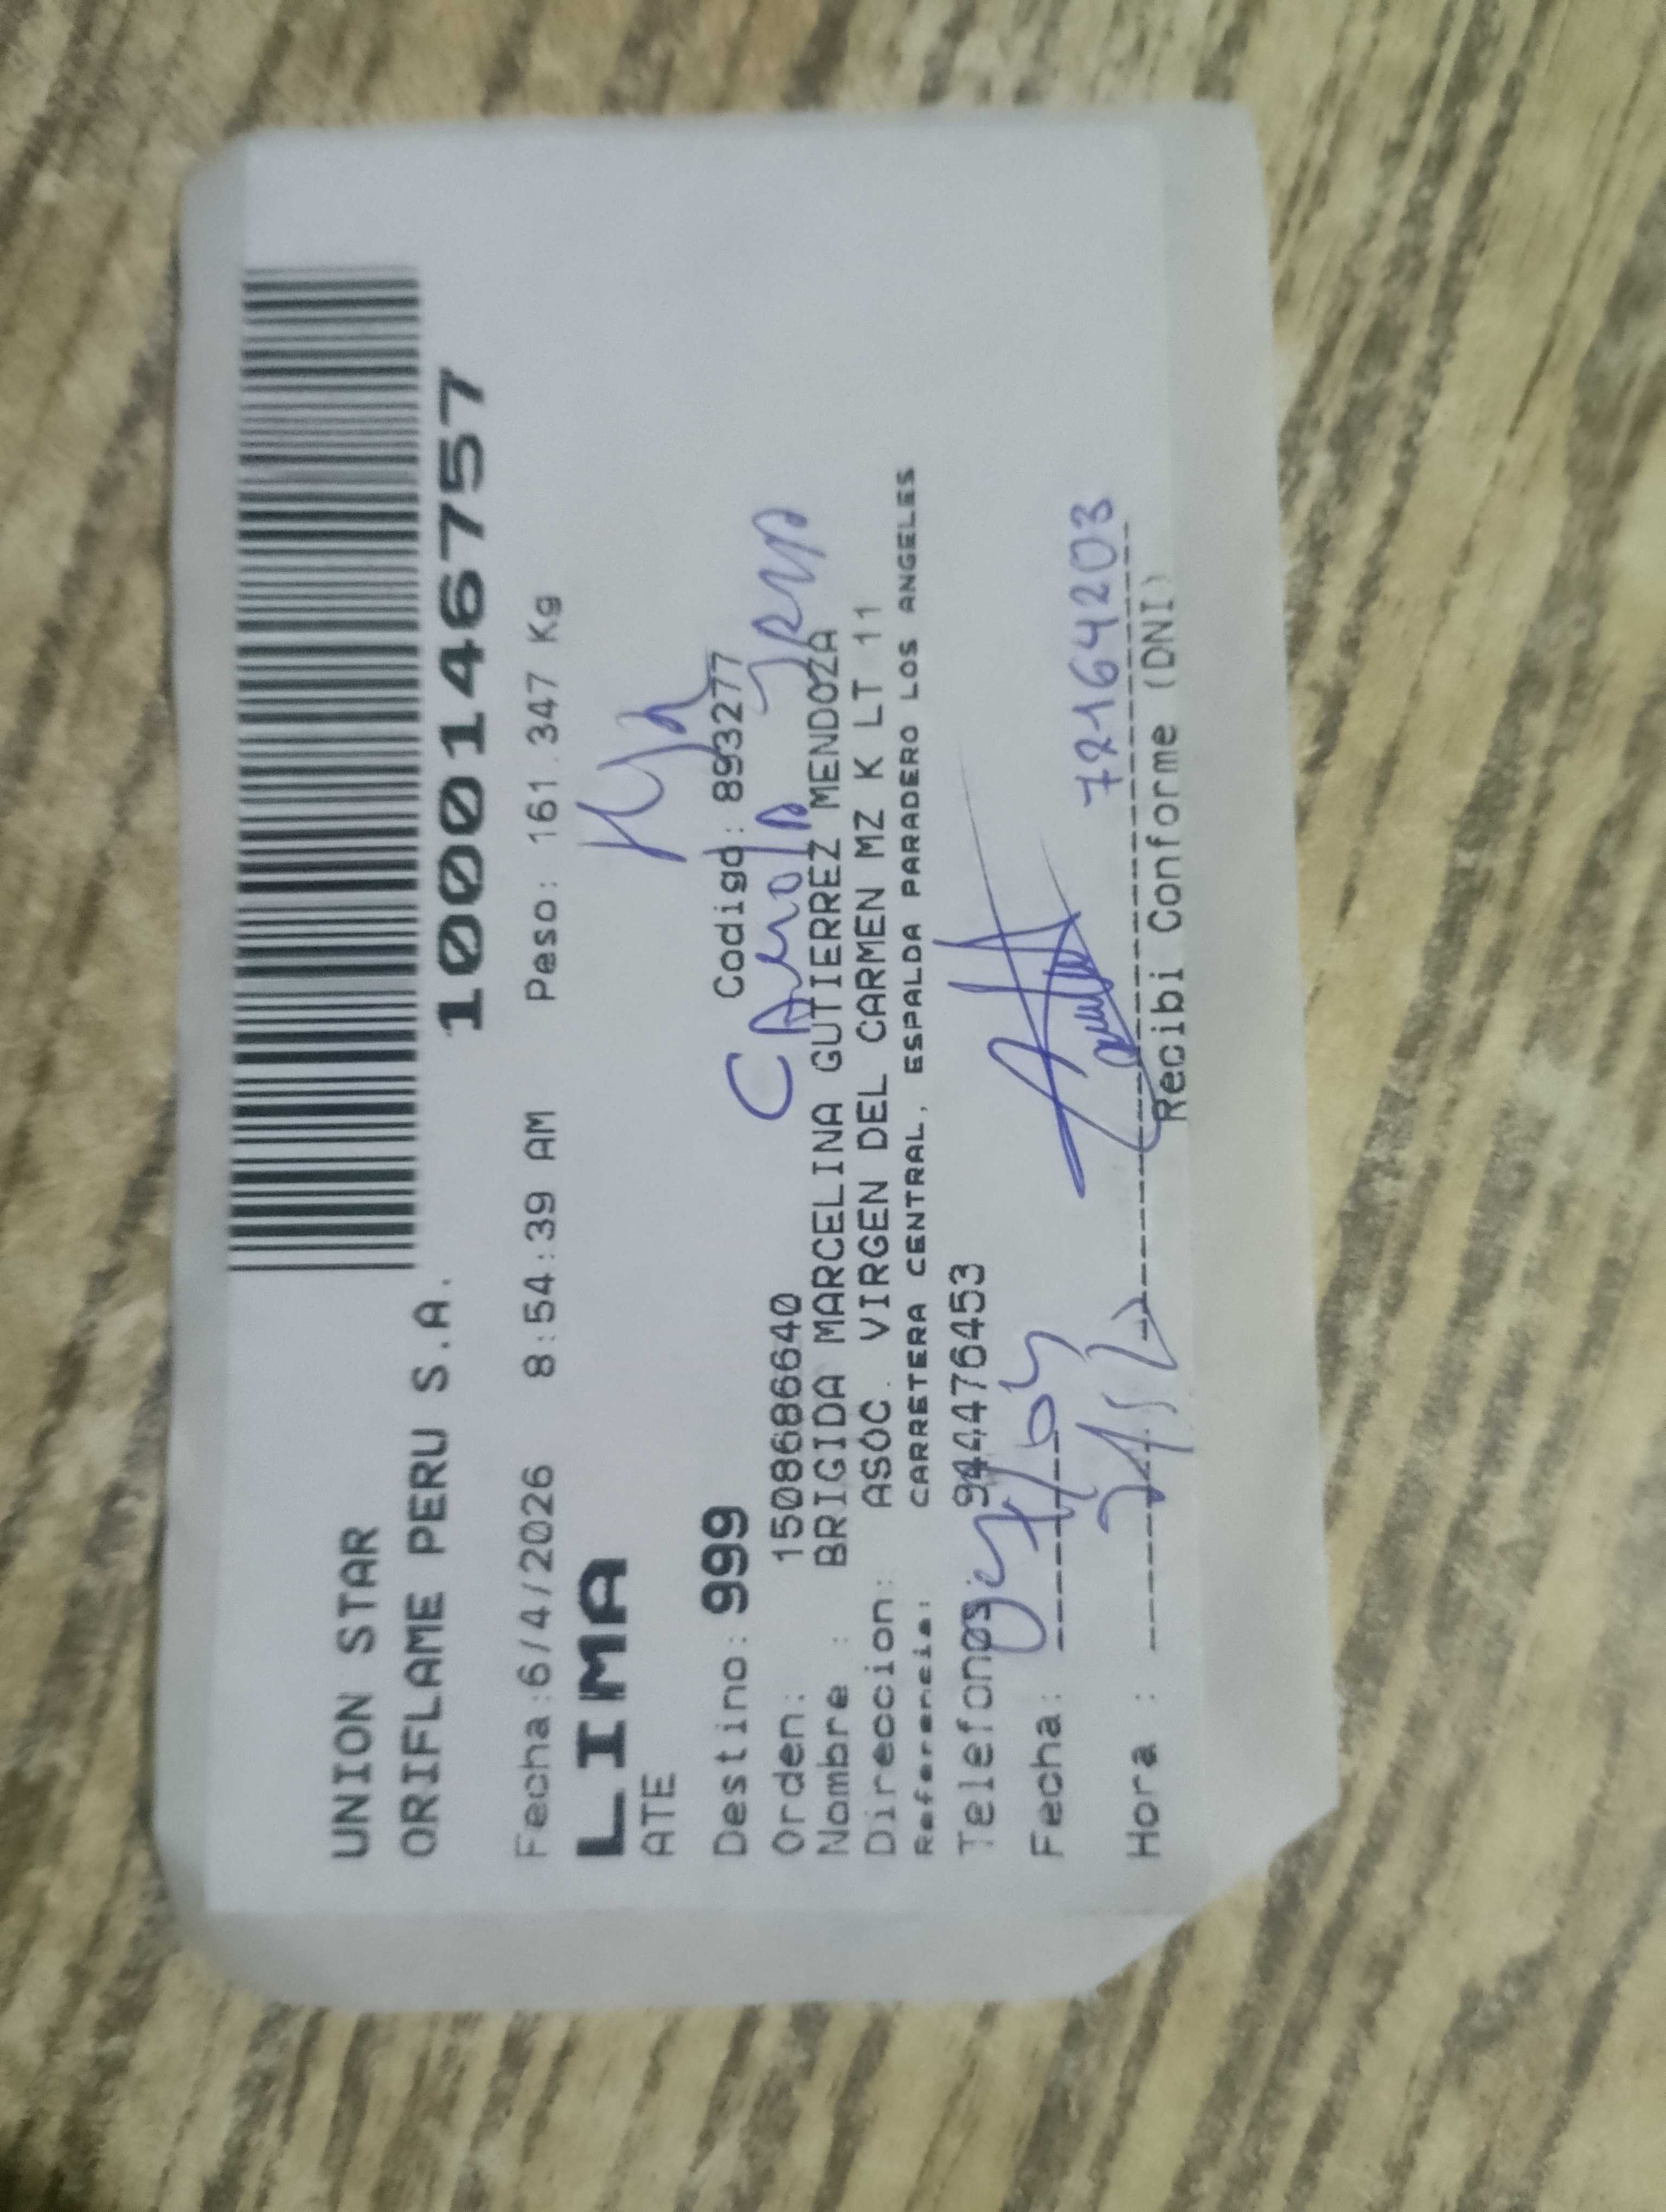 UNION STAR
ORIFLAME PERU S.A.
1000146757
Fecha:6/4/2026 8:54:39 AM Peso: 161.347 Kg
LIMA
ATE
Destino: 999 Codigo: 893277
Orden: 1508686640
Nombre : BRIGIDA MARCELINA GUTIERREZ MENDOZA
Direccion: ASOC. VIRGEN DEL CARMEN MZ K LT 11
Referencia: CARRETERA CENTRAL, ESPALDA PARADERO LOS ANGELES
Telefonos: 944476453
Fecha:
72164203
Hora :
Recibi Conforme (DNI)